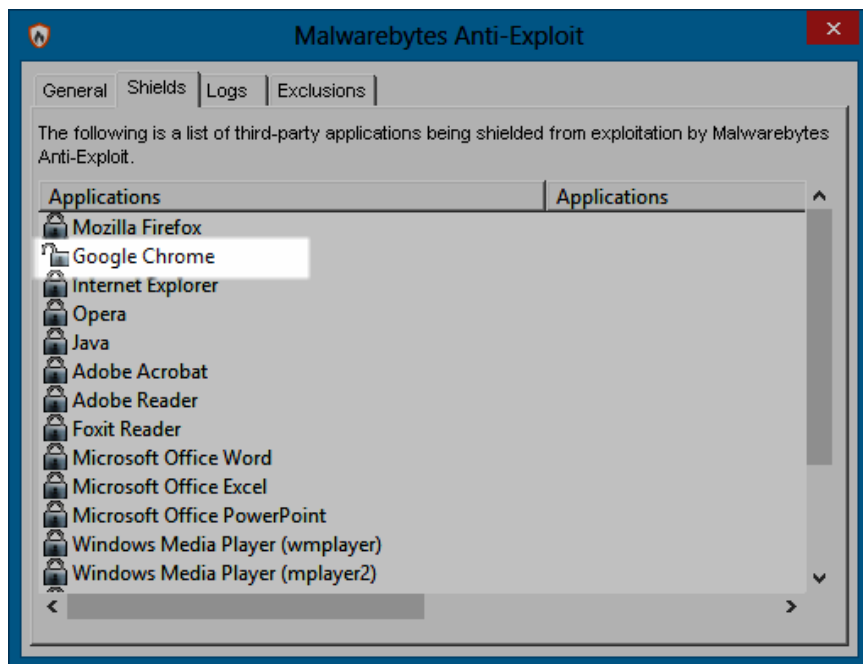 Malwarebytes Anti-Exploit
General Shields Logs Exclusions
The following is a list of third-party applications being shielded from exploitation by Malwarebytes
Anti-Exploit.
Applications Applications
Mozilla Firefox
Google Chrome
Internet Explorer
Opera
Java
Adobe Acrobat
Adobe Reader
Foxit Reader
Microsoft Office Word
Microsoft Office Excel
Microsoft Office PowerPoint
Windows Media Player (wmplayer)
Windows Media Player (mplayer2)